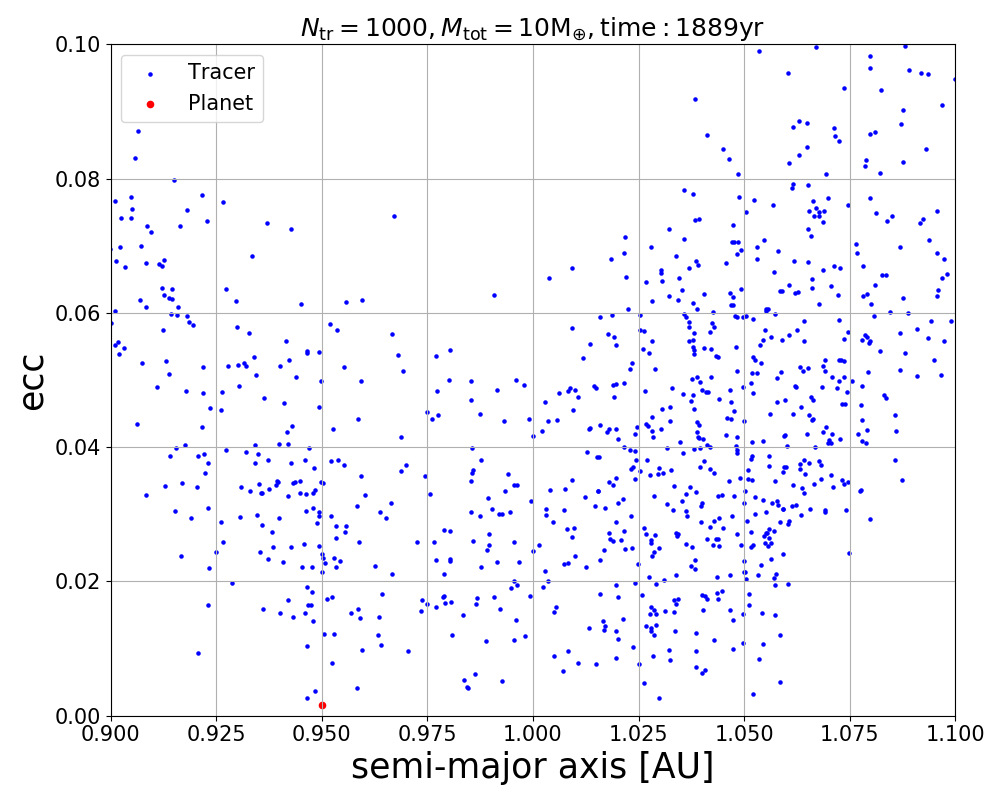 N_tr = 1000, M_tot = 10M_⊕, time : 1889yr
0.10
Tracer
Planet
0.08
0.06
ecc
0.04
0.02
0.00
0.900 0.925 0.950 0.975 1.000 1.025 1.050 1.075 1.100
semi-major axis [AU]